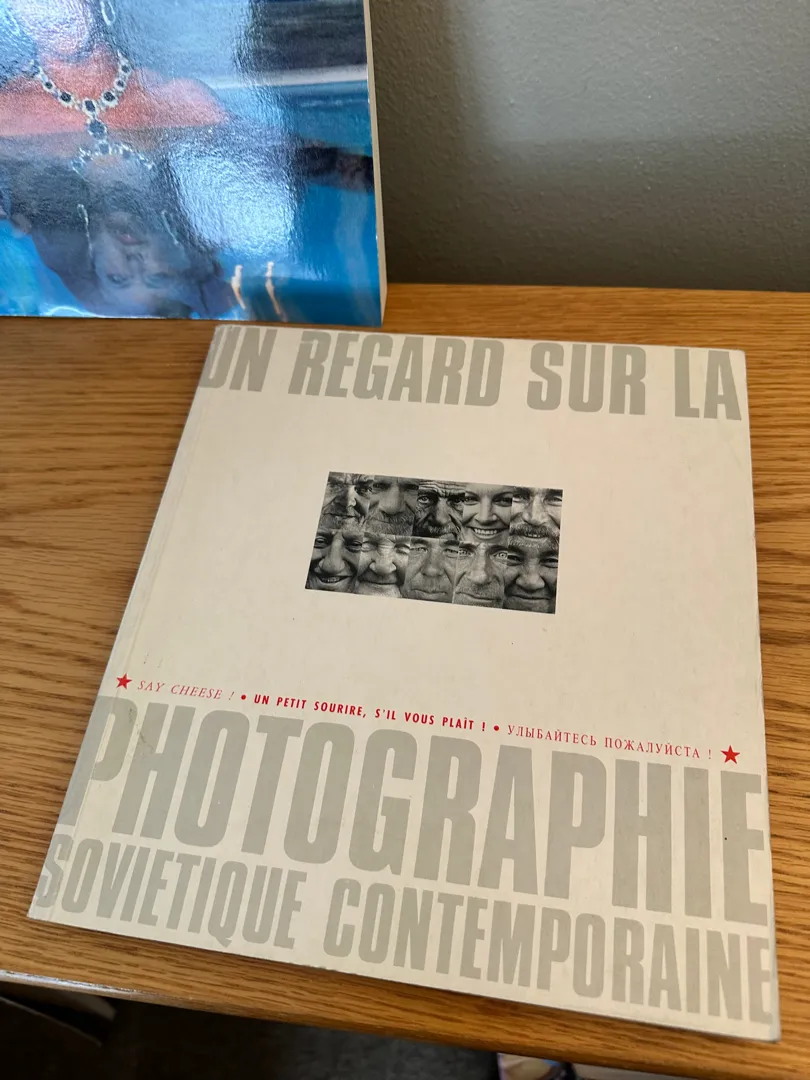 UN REGARD SUR LA
★ SAY CHEESE ! • UN PETIT SOURIRE, S'IL VOUS PLAÎT ! • УЛЫБАЙТЕСЬ ПОЖАЛУЙСТА ! ★
PHOTOGRAPHIE
SOVIETIQUE CONTEMPORAINE